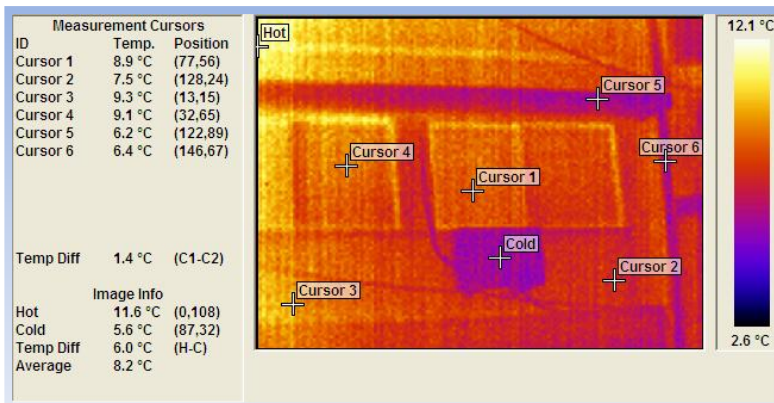 Measurement Cursors
ID Temp. Position
Cursor 1 8.9 °C (77,56)
Cursor 2 7.5 °C (128,24)
Cursor 3 9.3 °C (13,15)
Cursor 4 9.1 °C (32,65)
Cursor 5 6.2 °C (122,89)
Cursor 6 6.4 °C (146,67)
Temp Diff 1.4 °C (C1-C2)
Image Info
Hot 11.6 °C (0,108)
Cold 5.6 °C (87,32)
Temp Diff 6.0 °C (H-C)
Average 8.2 °C
Hot
Cursor 5
Cursor 4
Cursor 6
Cursor 1
Cold
Cursor 2
Cursor 3
12.1 °C
2.6 °C